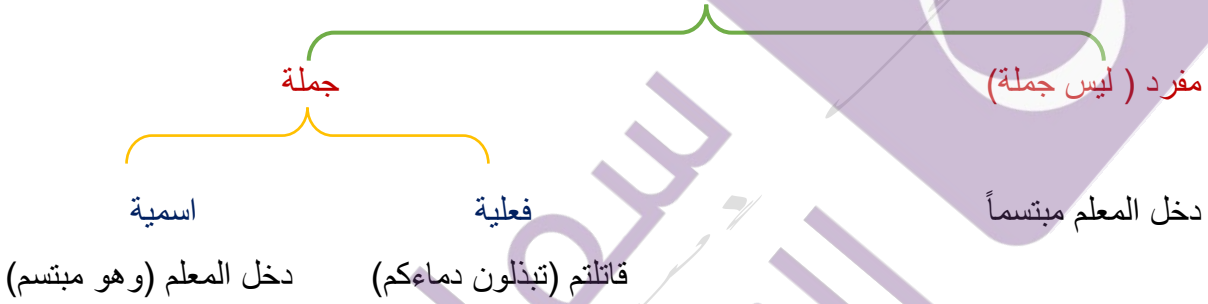 مفرد ( ليس جملة) جملة
دخل المعلم مبتسماً فعلية اسمية
قاتلتم (تبذلون دماءكم) دخل المعلم (وهو مبتسم)